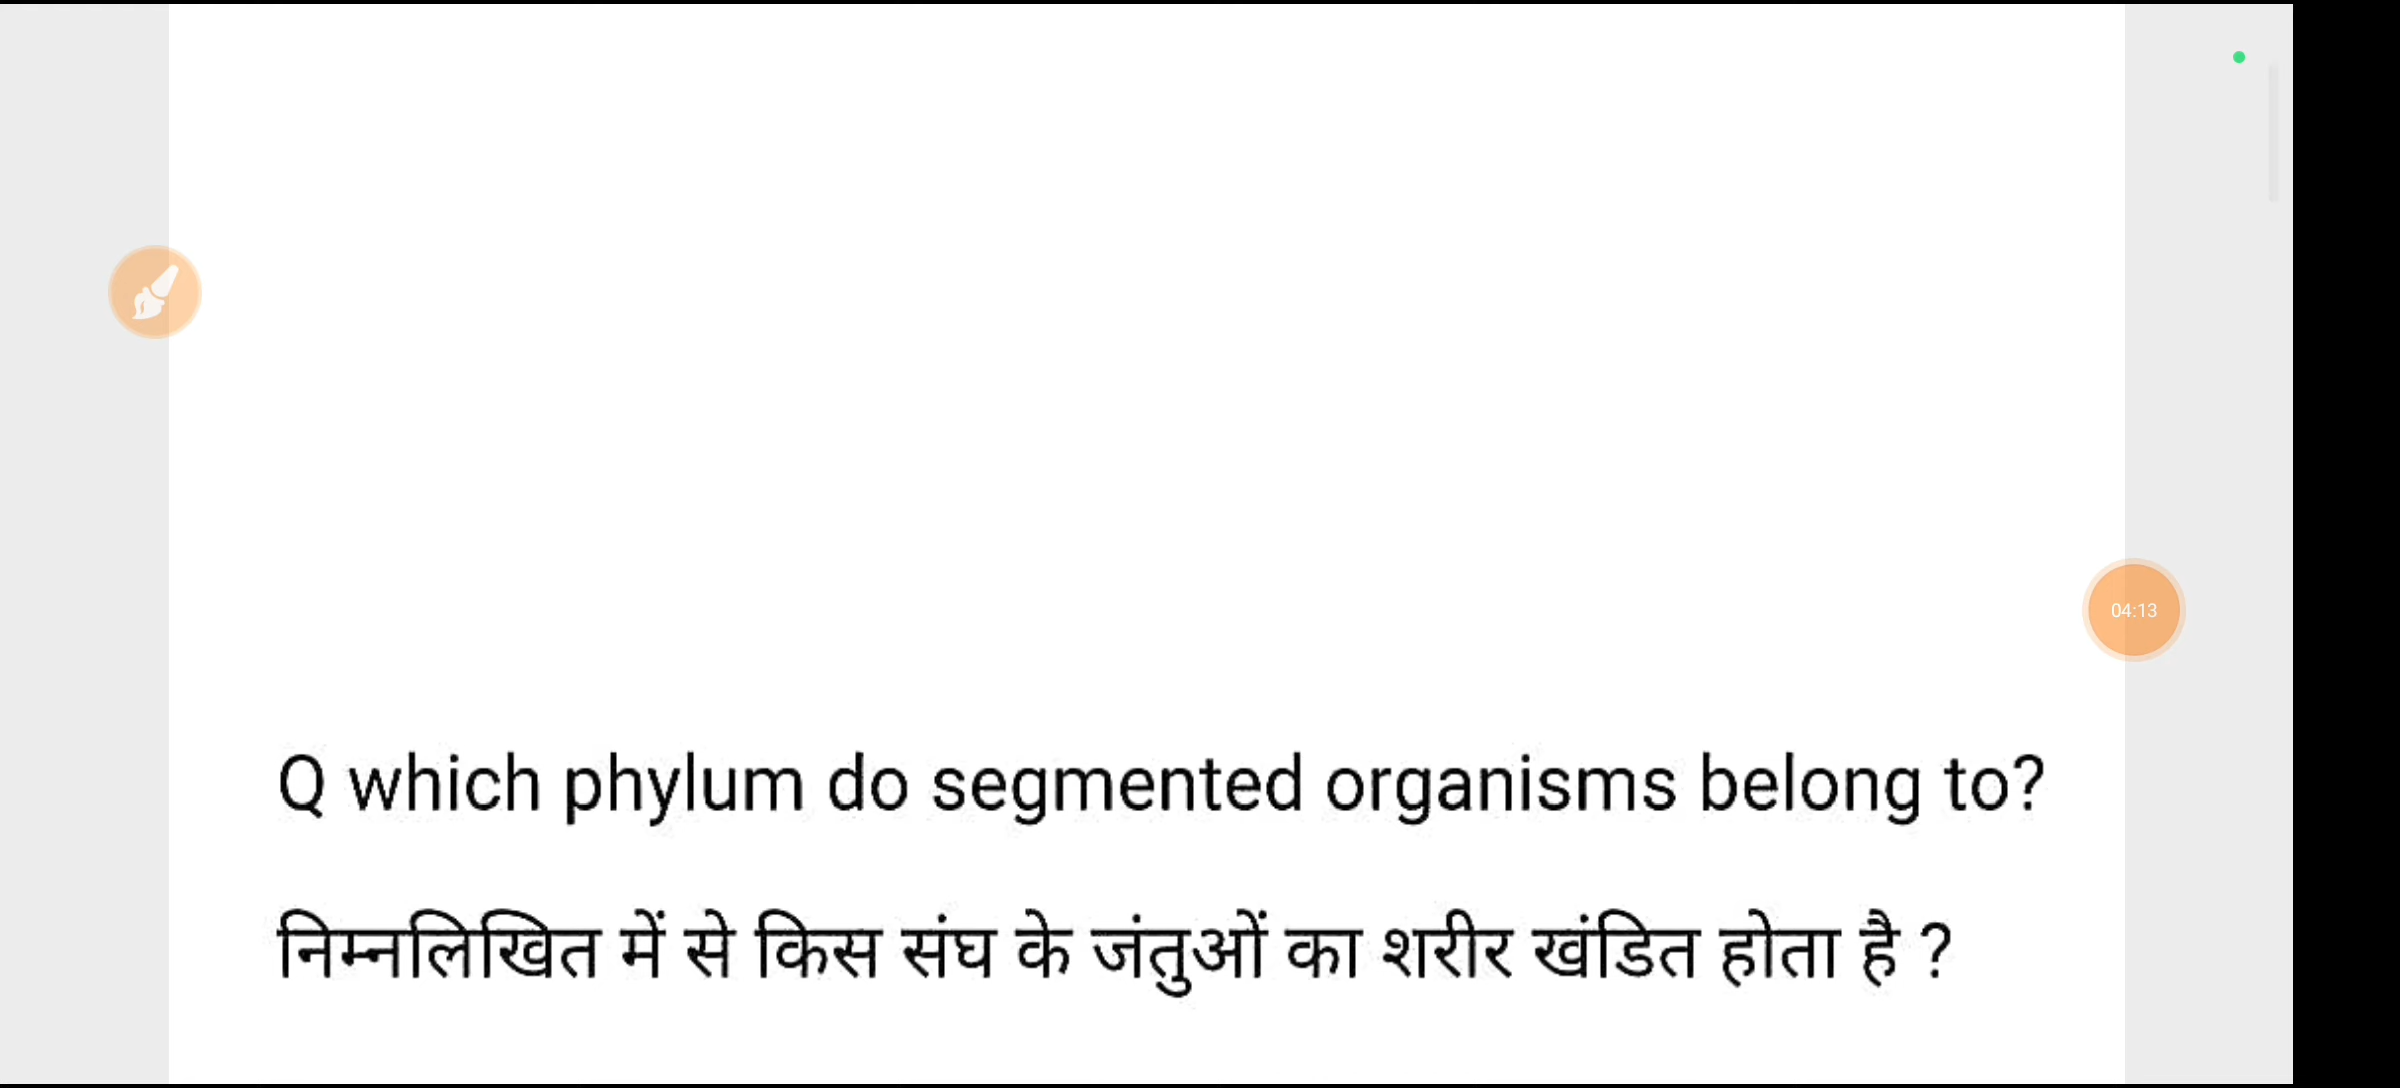 04:13
Q which phylum do segmented organisms belong to?
निम्नलिखित में से किस संघ के जंतुओं का शरीर खंडित होता है ?